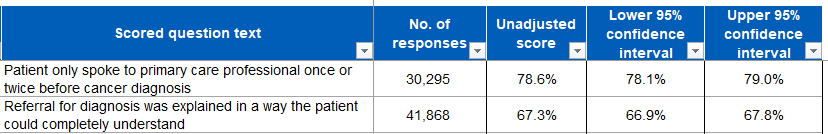 Scored question text
No. of
responses
Unadjusted
score
Lower 95%
confidence
interval
Upper 95%
confidence
interval
Patient only spoke to primary care professional once or
twice before cancer diagnosis
30,295
78.6%
78.1%
79.0%
Referral for diagnosis was explained in a way the patient
could completely understand
41,868
67.3%
66.9%
67.8%